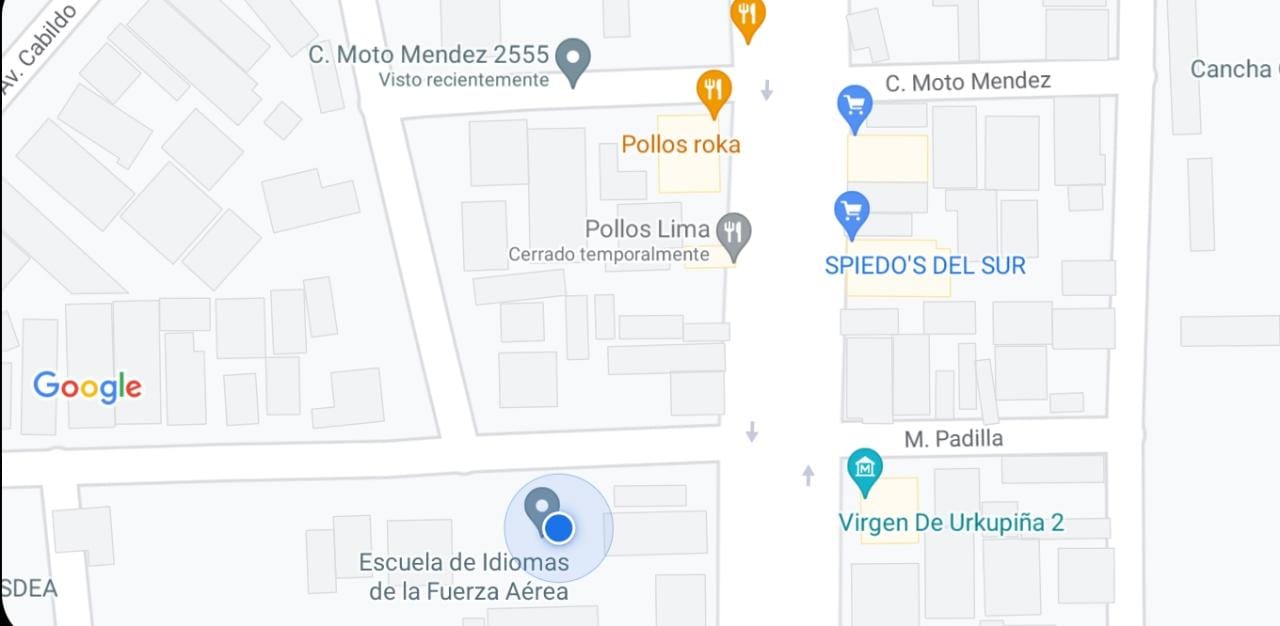 Av. Cabildo
C. Moto Mendez 2555
Visto recientemente
C. Moto Mendez
Cancha
Pollos roka
Pollos Lima
Cerrado temporalmente
SPIEDO'S DEL SUR
Google
M. Padilla
Virgen De Urkupiña 2
Escuela de Idiomas
de la Fuerza Aérea
SDEA